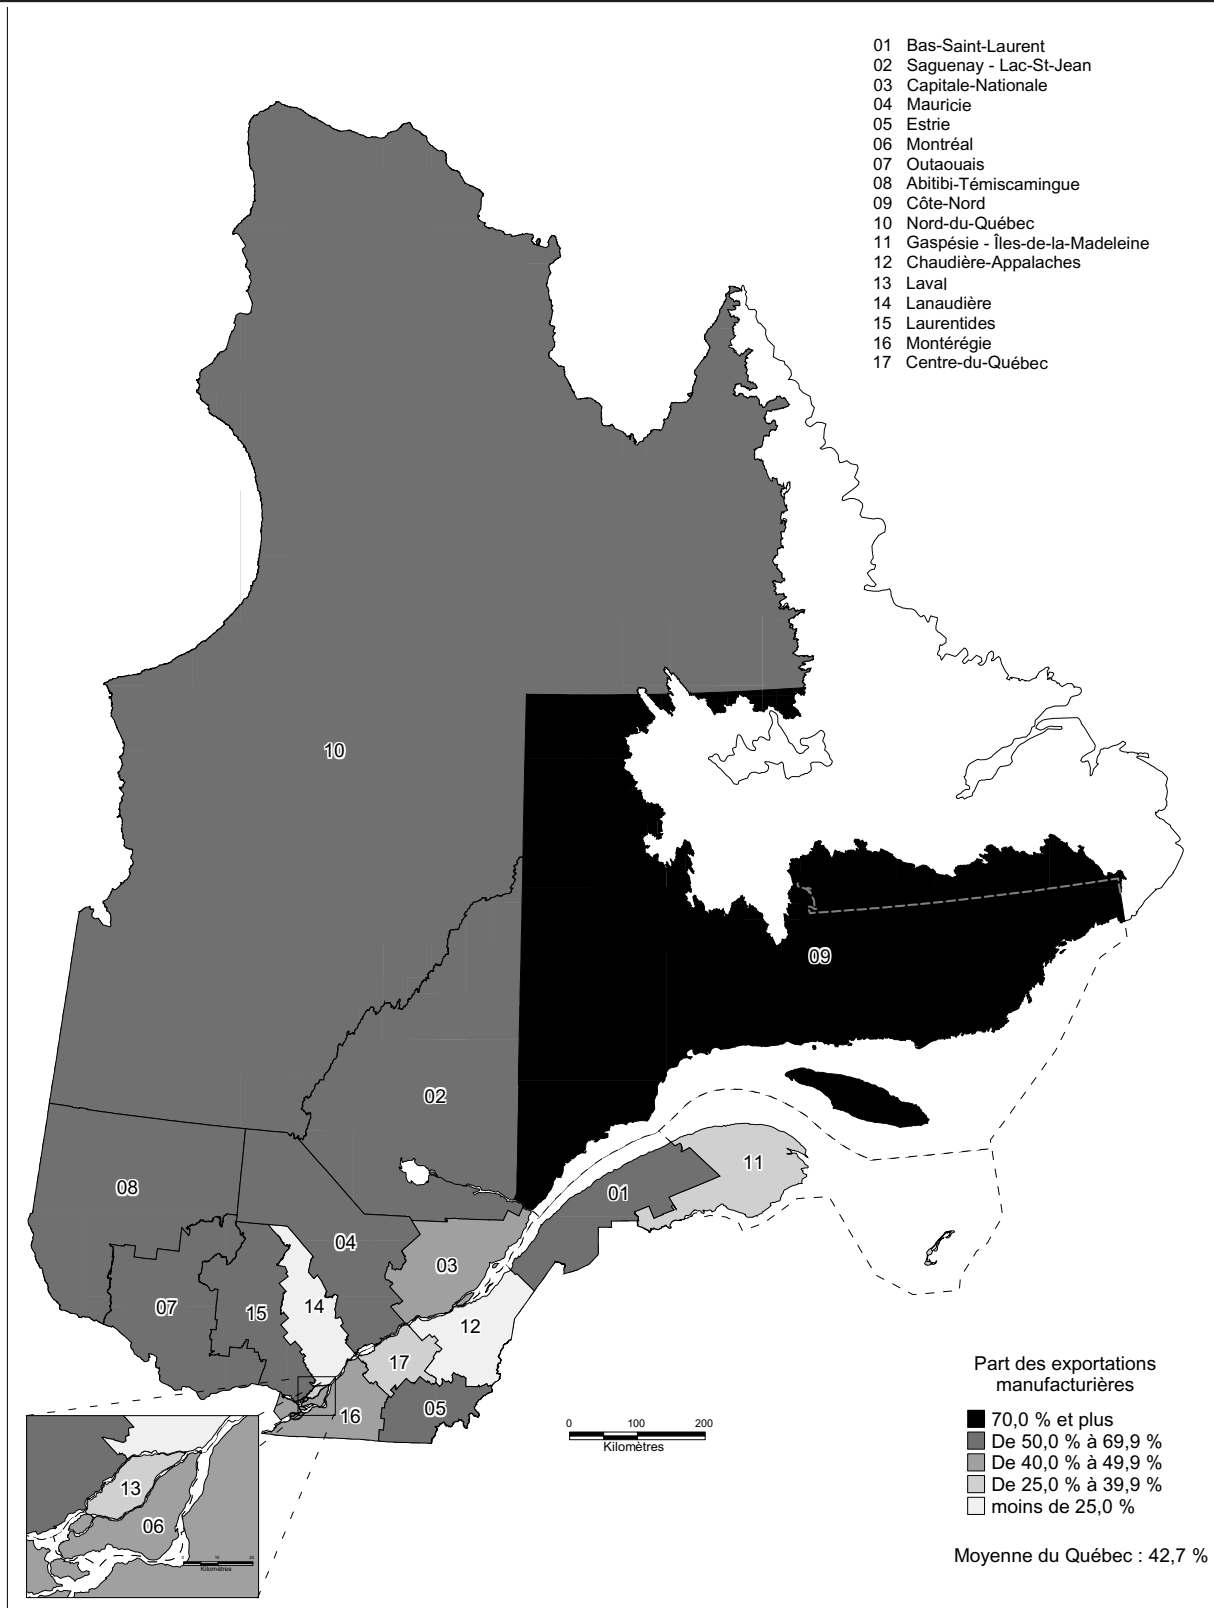 01 Bas-Saint-Laurent
02 Saguenay - Lac-St-Jean
03 Capitale-Nationale
04 Mauricie
05 Estrie
06 Montréal
07 Outaouais
08 Abitibi-Témiscamingue
09 Côte-Nord
10 Nord-du-Québec
11 Gaspésie - Îles-de-la-Madeleine
12 Chaudière-Appalaches
13 Laval
14 Lanaudière
15 Laurentides
16 Montérégie
17 Centre-du-Québec
10
09
02
11
08
01
04
03
07
15
14
12
17
05
16
13
06
0 10 20
Kilomètres
0 100 200
Kilomètres
Part des exportations
manufacturières
70,0 % et plus
De 50,0 % à 69,9 %
De 40,0 % à 49,9 %
De 25,0 % à 39,9 %
moins de 25,0 %
Moyenne du Québec : 42,7 %